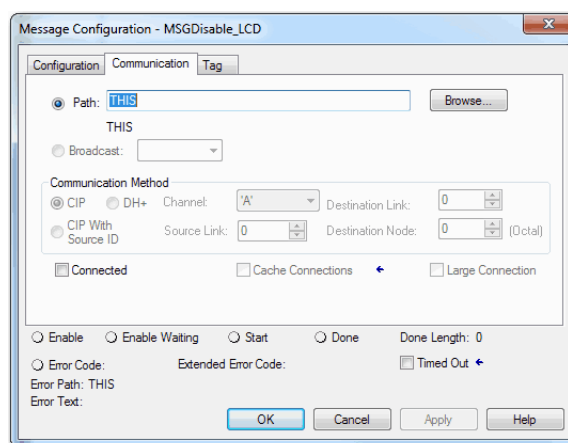 Message Configuration - MSGDisable_LCD
Configuration Communication Tag
Path: THIS Browse...
THIS
Broadcast:
Communication Method
CIP DH+ Channel: 'A' Destination Link: 0
CIP With
Source ID Source Link: 0 Destination Node: 0 (Octal)
Connected Cache Connections Large Connection
Enable Enable Waiting Start Done Done Length: 0
Error Code: Extended Error Code: Timed Out
Error Path: THIS
Error Text:
OK Cancel Apply Help